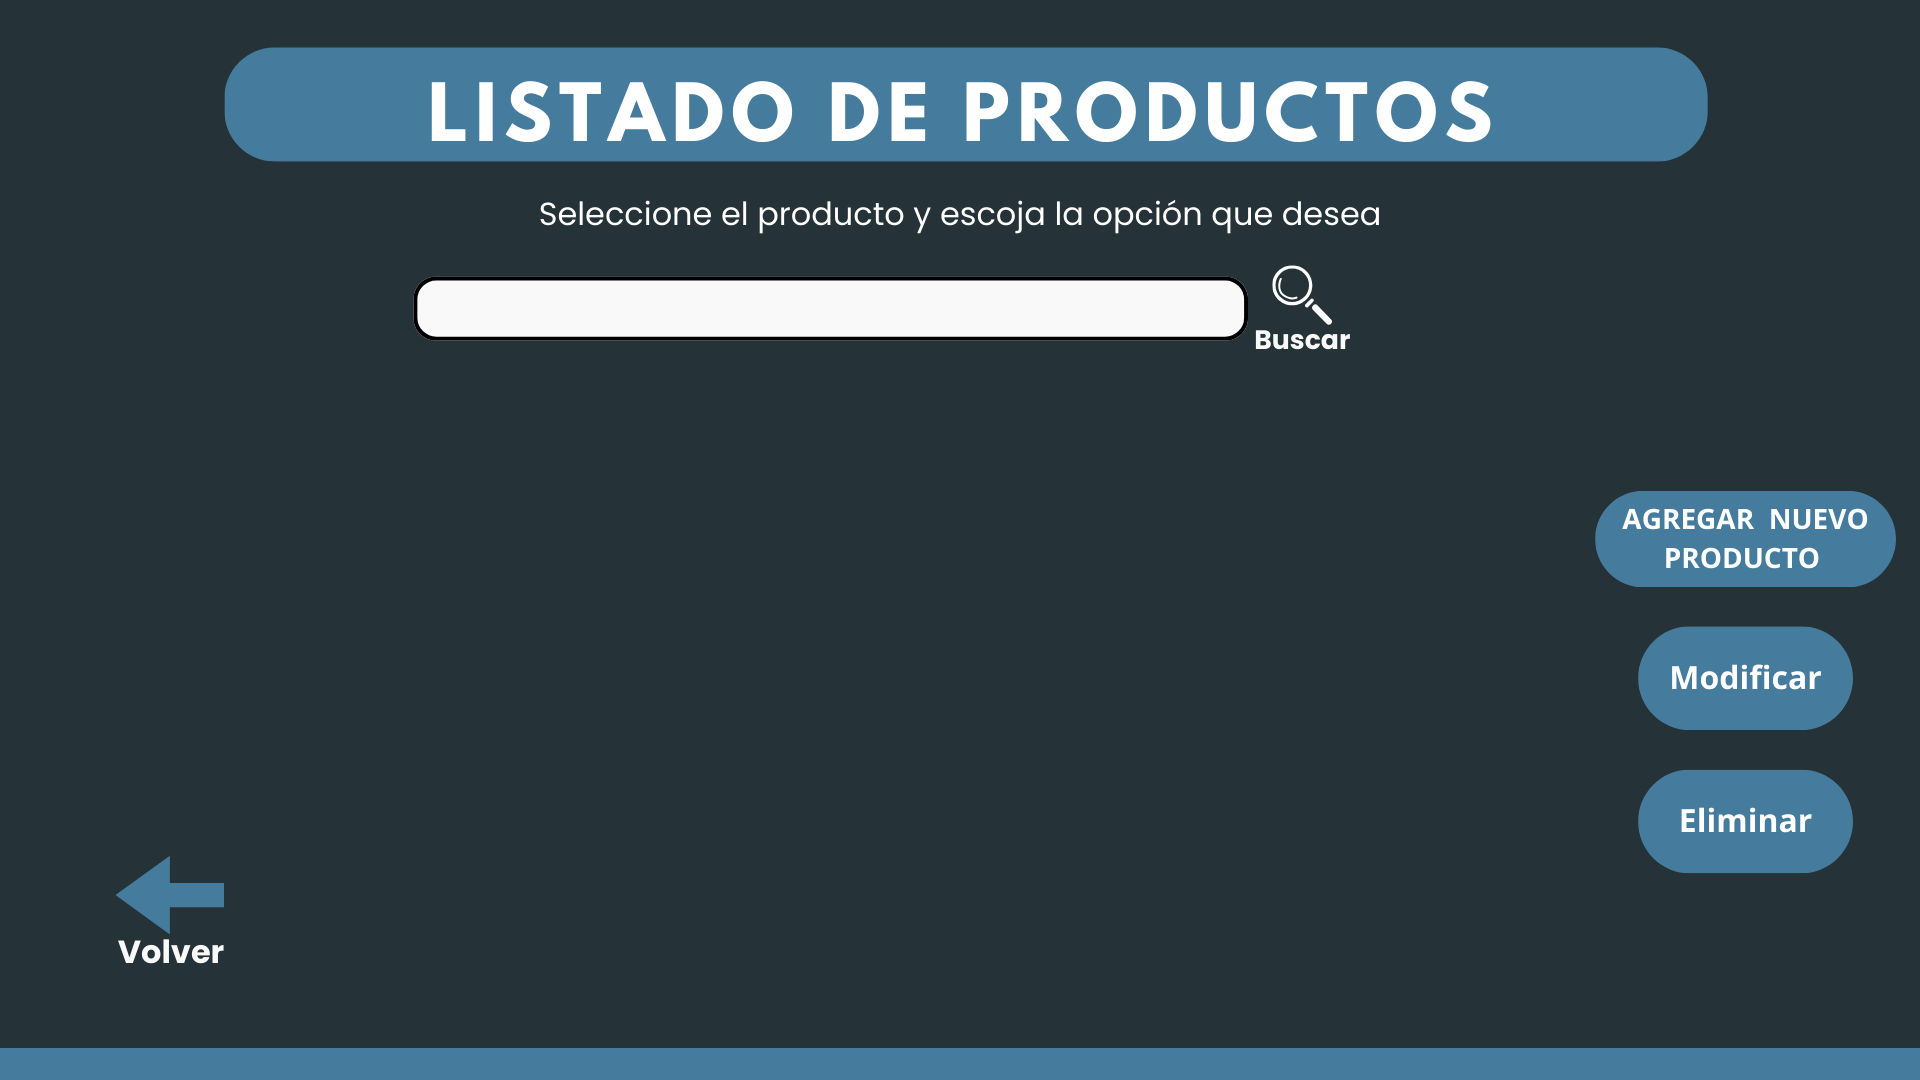 LISTADO DE PRODUCTOS
Seleccione el producto y escoja la opción que desea
Buscar
AGREGAR NUEVO
PRODUCTO
Modificar
Eliminar
Volver